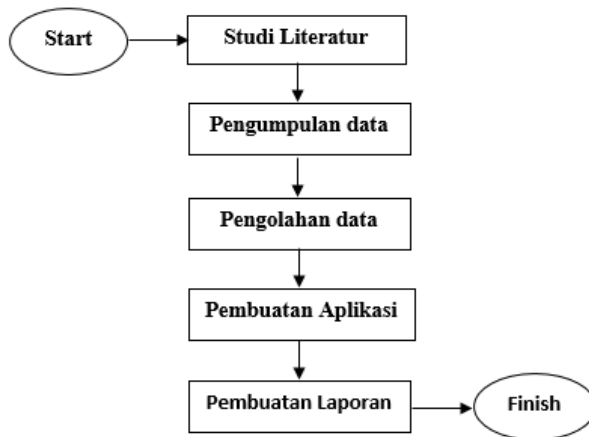 Start
Studi Literatur
Pengumpulan data
Pengolahan data
Pembuatan Aplikasi
Pembuatan Laporan
Finish